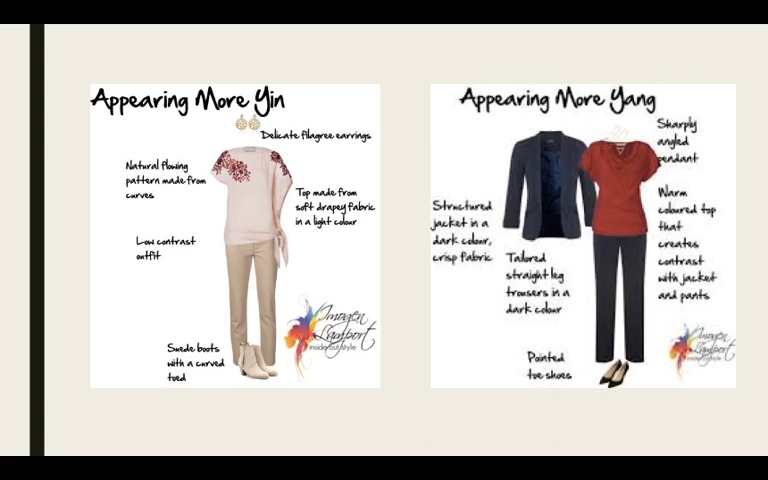 Appearing More Yin
Delicate filagree earrings
Natural flowing
pattern made from
curves
Top made from
soft drapey fabric
in a light colour
Low contrast
outfit
Suede boots
with a curved
toed
Imogen
Lamport
inside out style
Appearing More Yang
Sharply
angled
pendant
Structured
jacket in a
dark colour,
crisp fabric
Warm
coloured top
that
creates
contrast
with jacket
and pants
Tailored
straight leg
trousers in a
dark colour
Pointed
toe shoes
Imogen
Lamport
inside out style